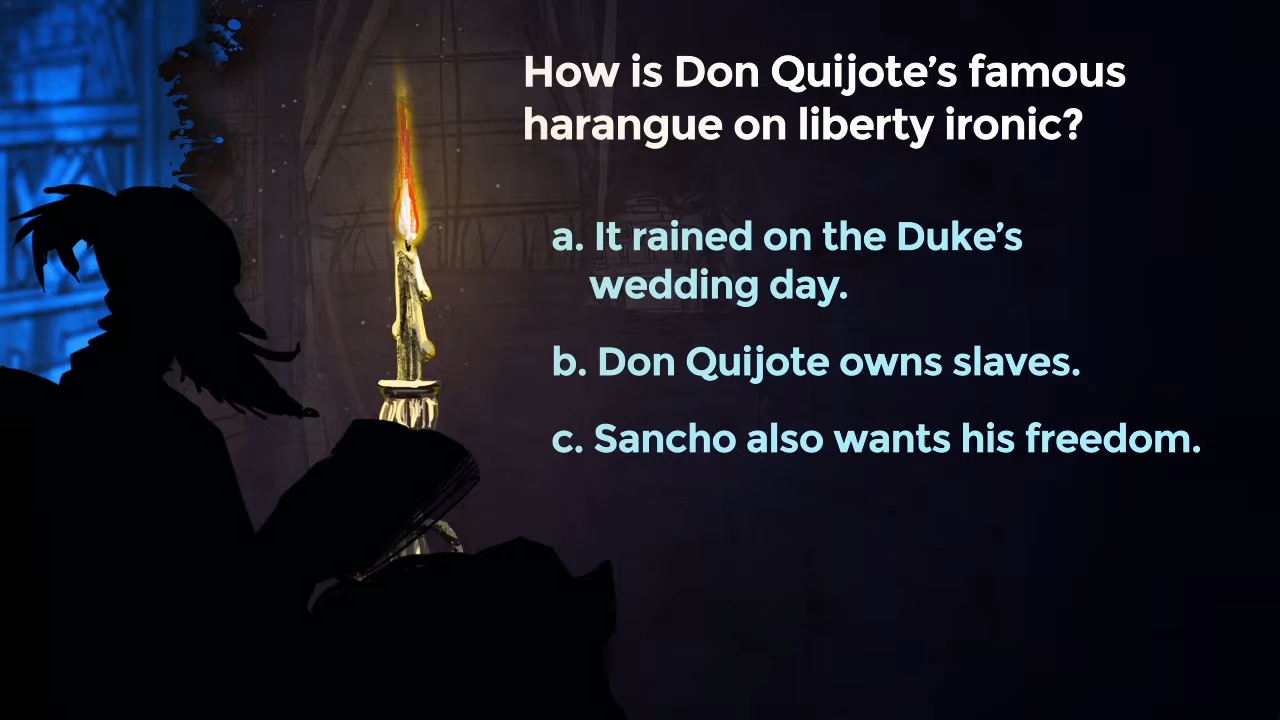 How is Don Quijote’s famous
harangue on liberty ironic?
a. It rained on the Duke’s
wedding day.
b. Don Quijote owns slaves.
c. Sancho also wants his freedom.